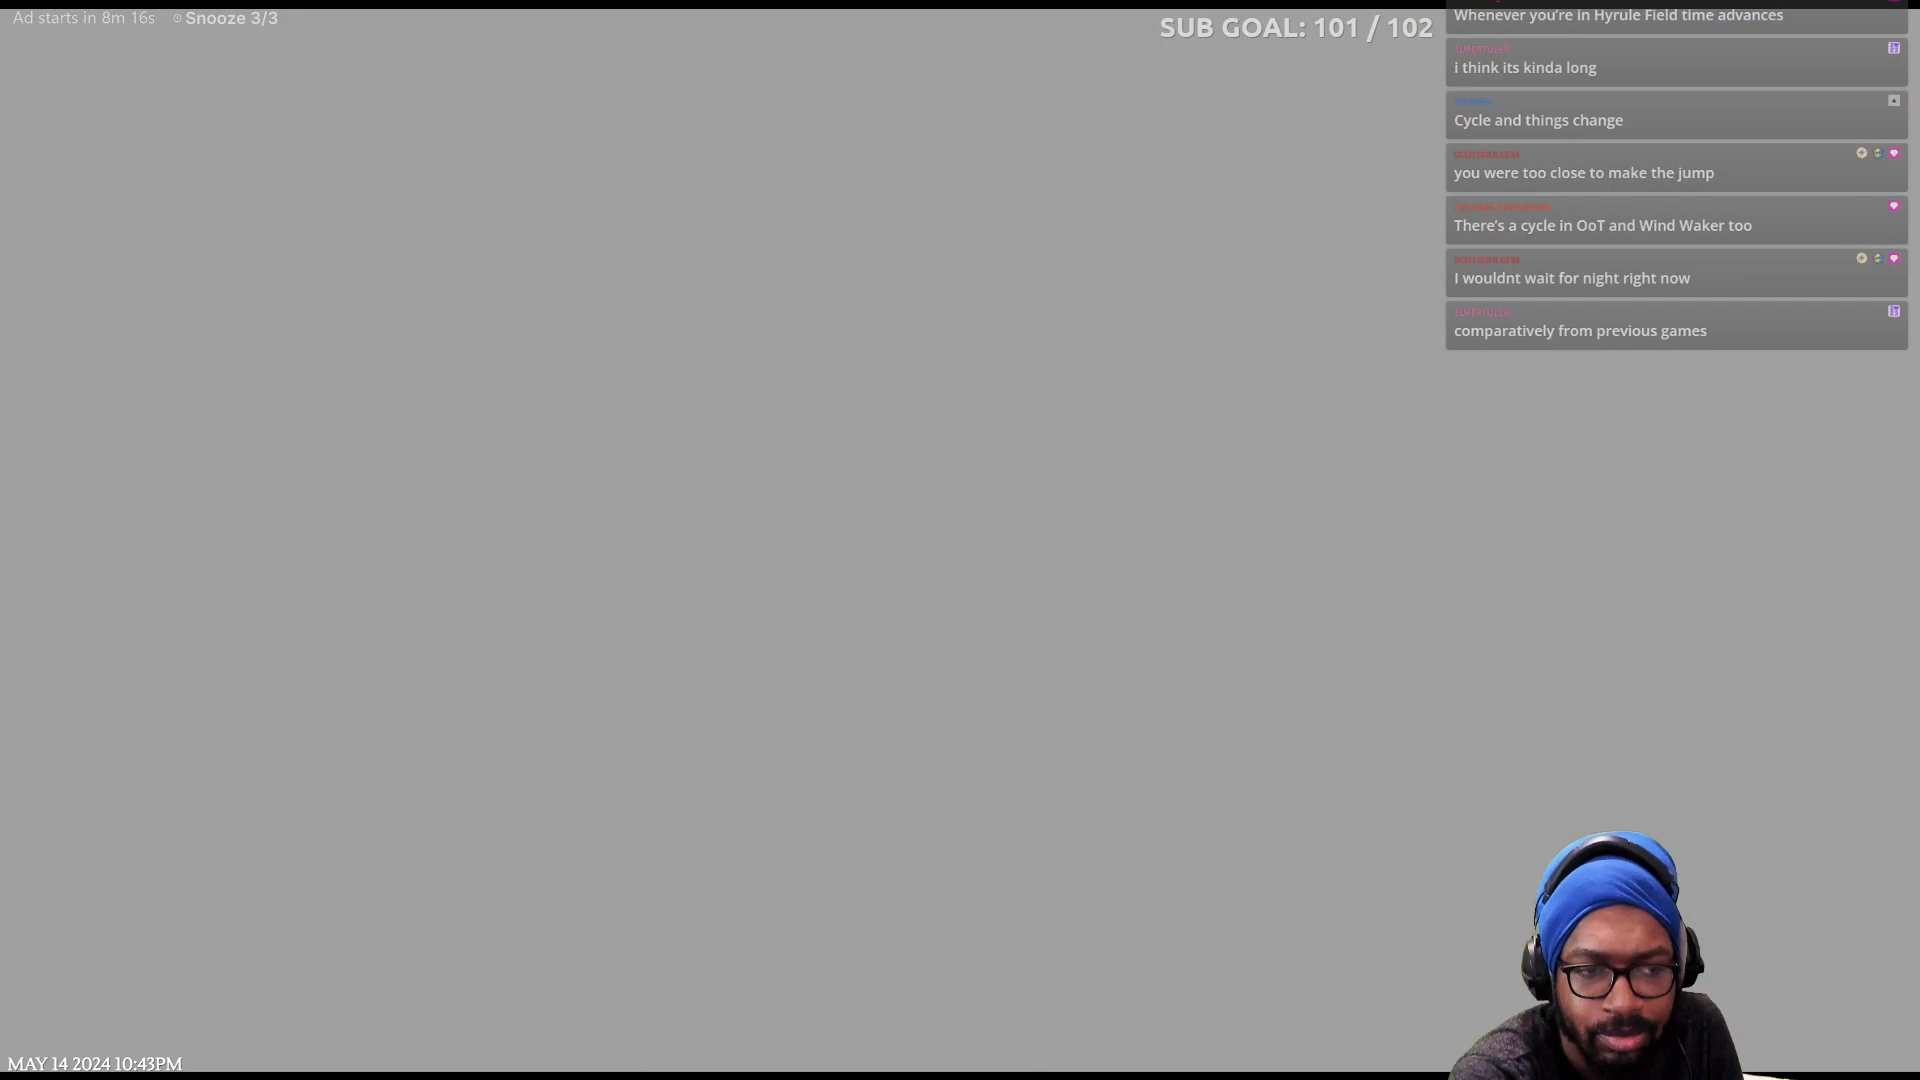 Ad starts in 8m 16s
Snooze 3/3
SUB GOAL: 101 / 102
Whenever you're in Hyrule Field time advances
SUPERTULER
i think its kinda long
Cycle and things change
you were too close to make the jump
There's a cycle in OoT and Wind Waker too
I wouldnt wait for night right now
SUPERTULER
comparatively from previous games
MAY 14 2024 10:43PM